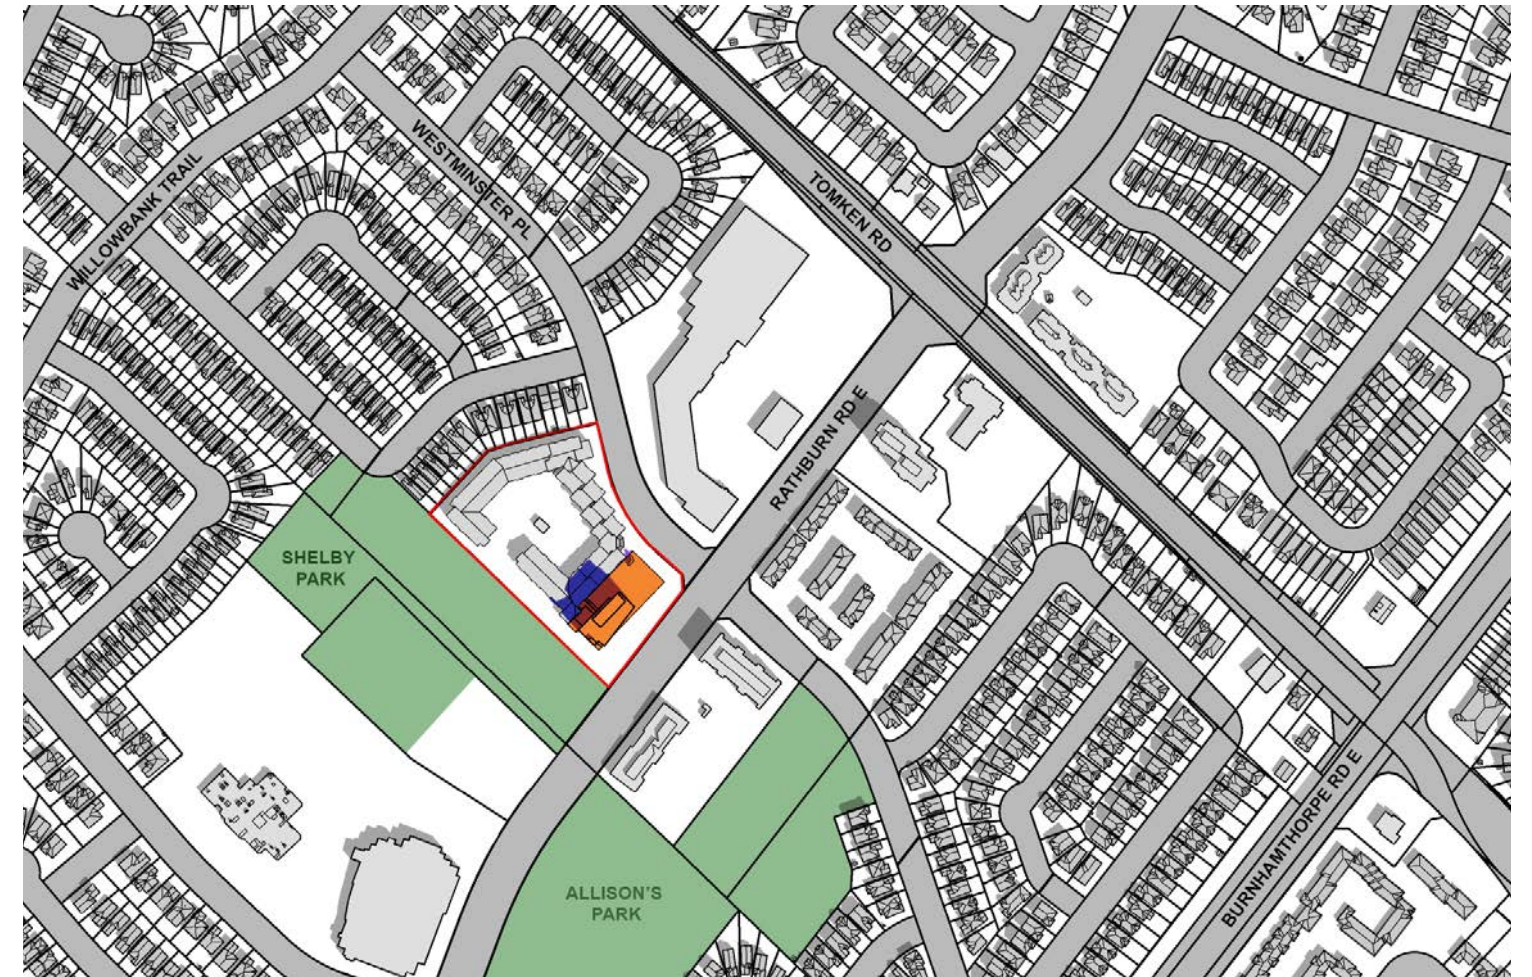 WILLOWBANK TRAIL
WESTMINSTER PL
TOMKEN RD
RATHBURN RD E
SHELBY
PARK
ALLISON'S
PARK
BURNHAMTHORPE RD E